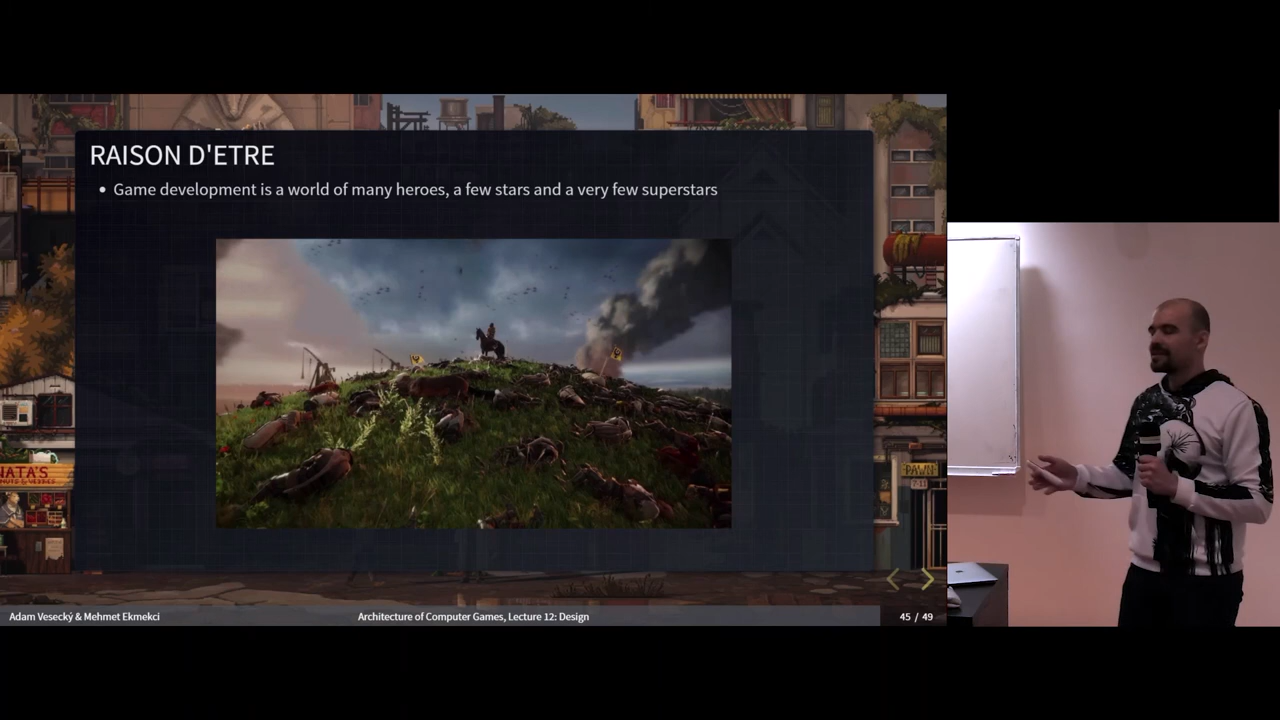 RAISON D'ETRE
• Game development is a world of many heroes, a few stars and a very few superstars
NATA'S
PAWN
Adam Vesecký & Mehmet Ekmekci
Architecture of Computer Games, Lecture 12: Design
45 / 49